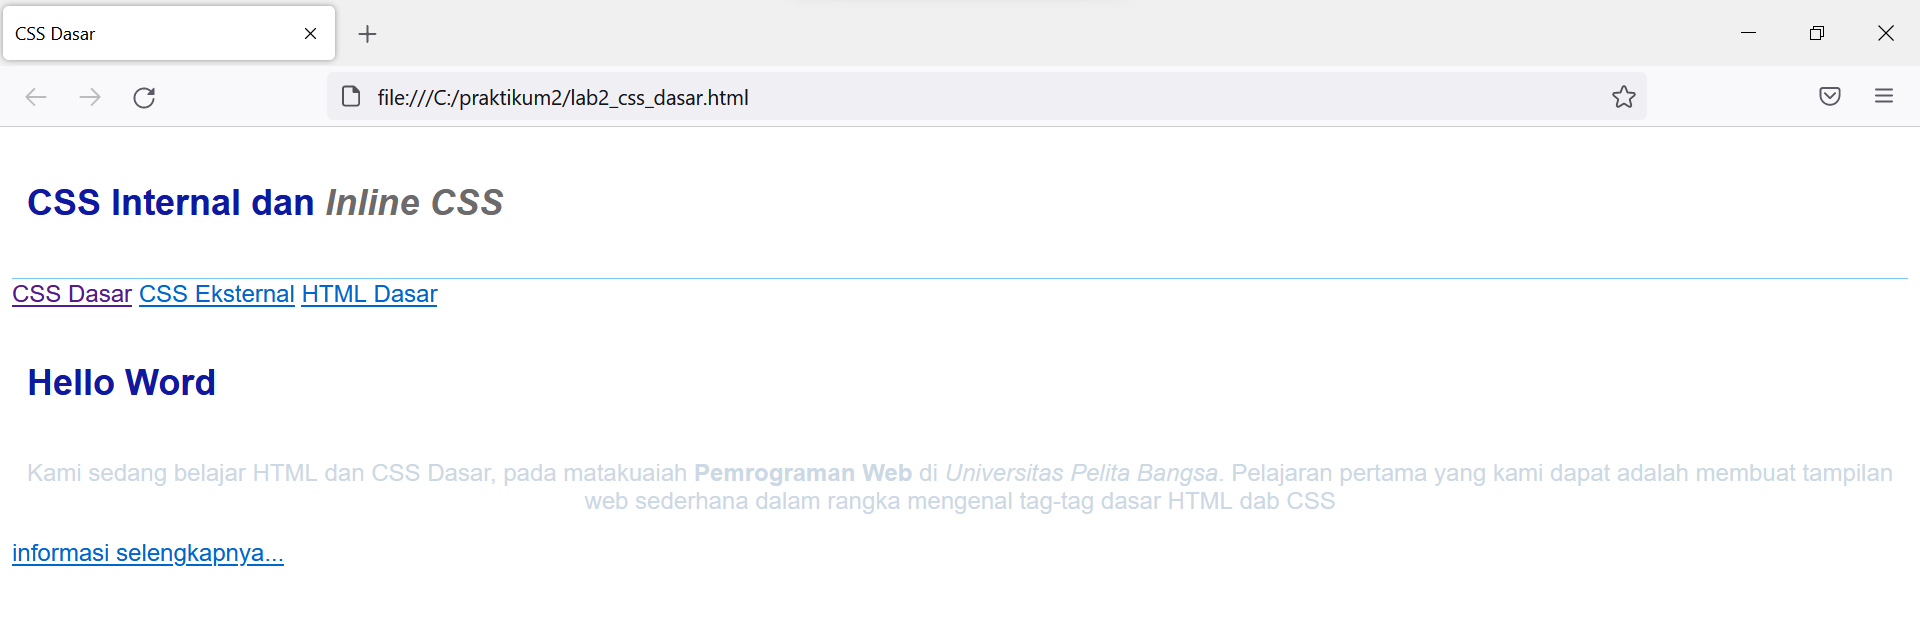 CSS Dasar
file:///C:/praktikum2/lab2_css_dasar.html
CSS Internal dan Inline CSS
CSS Dasar CSS Eksternal HTML Dasar
Hello Word
Kami sedang belajar HTML dan CSS Dasar, pada matakuaiah Pemrograman Web di Universitas Pelita Bangsa. Pelajaran pertama yang kami dapat adalah membuat tampilan
web sederhana dalam rangka mengenal tag-tag dasar HTML dab CSS
informasi selengkapnya...